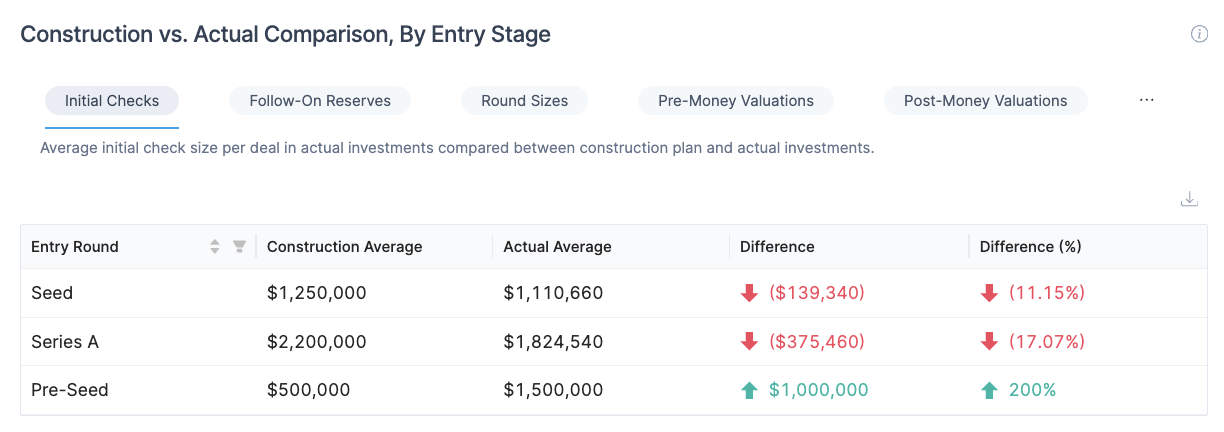 Construction vs. Actual Comparison, By Entry Stage
Initial Checks Follow-On Reserves Round Sizes Pre-Money Valuations Post-Money Valuations ...
Average initial check size per deal in actual investments compared between construction plan and actual investments.
Entry Round Construction Average Actual Average Difference Difference (%)
Seed $1,250,000 $1,110,660 ($139,340) (11.15%)
Series A $2,200,000 $1,824,540 ($375,460) (17.07%)
Pre-Seed $500,000 $1,500,000 $1,000,000 200%